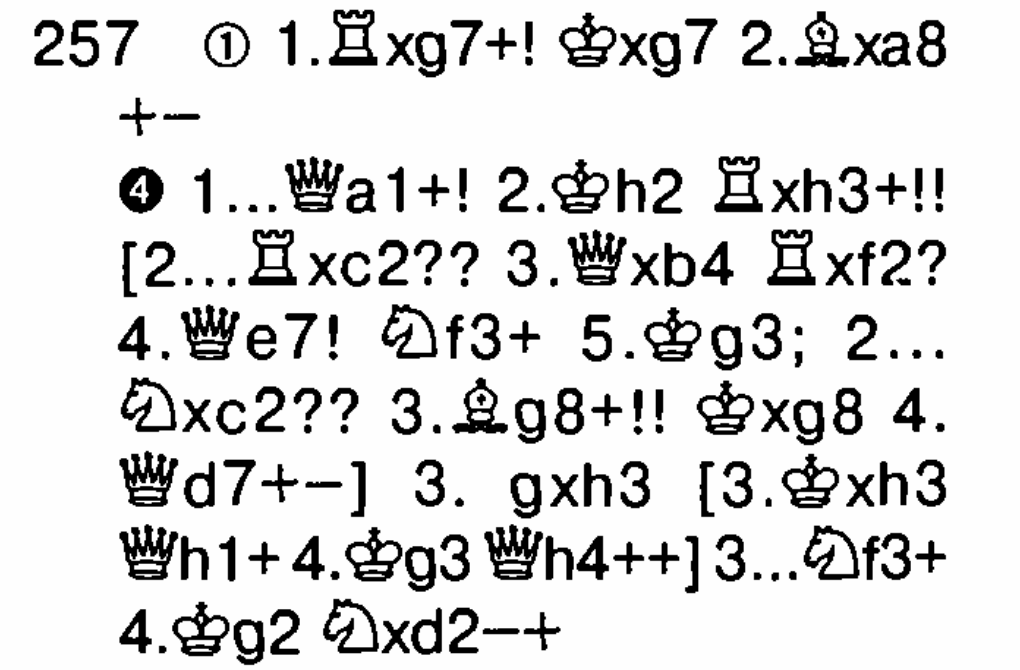 257 ① 1.♖xg7+! ♔xg7 2.♗xa8
+−
❹ 1...♕a1+! 2.♔h2 ♖xh3+!!
[2...♖xc2?? 3.♕xb4 ♖xf2?
4.♕e7! ♘f3+ 5.♔g3; 2...
♘xc2?? 3.♗g8+!! ♔xg8 4.
♕d7+−] 3. gxh3 [3.♔xh3
♕h1+ 4.♔g3 ♕h4++] 3...♘f3+
4.♔g2 ♘xd2−+